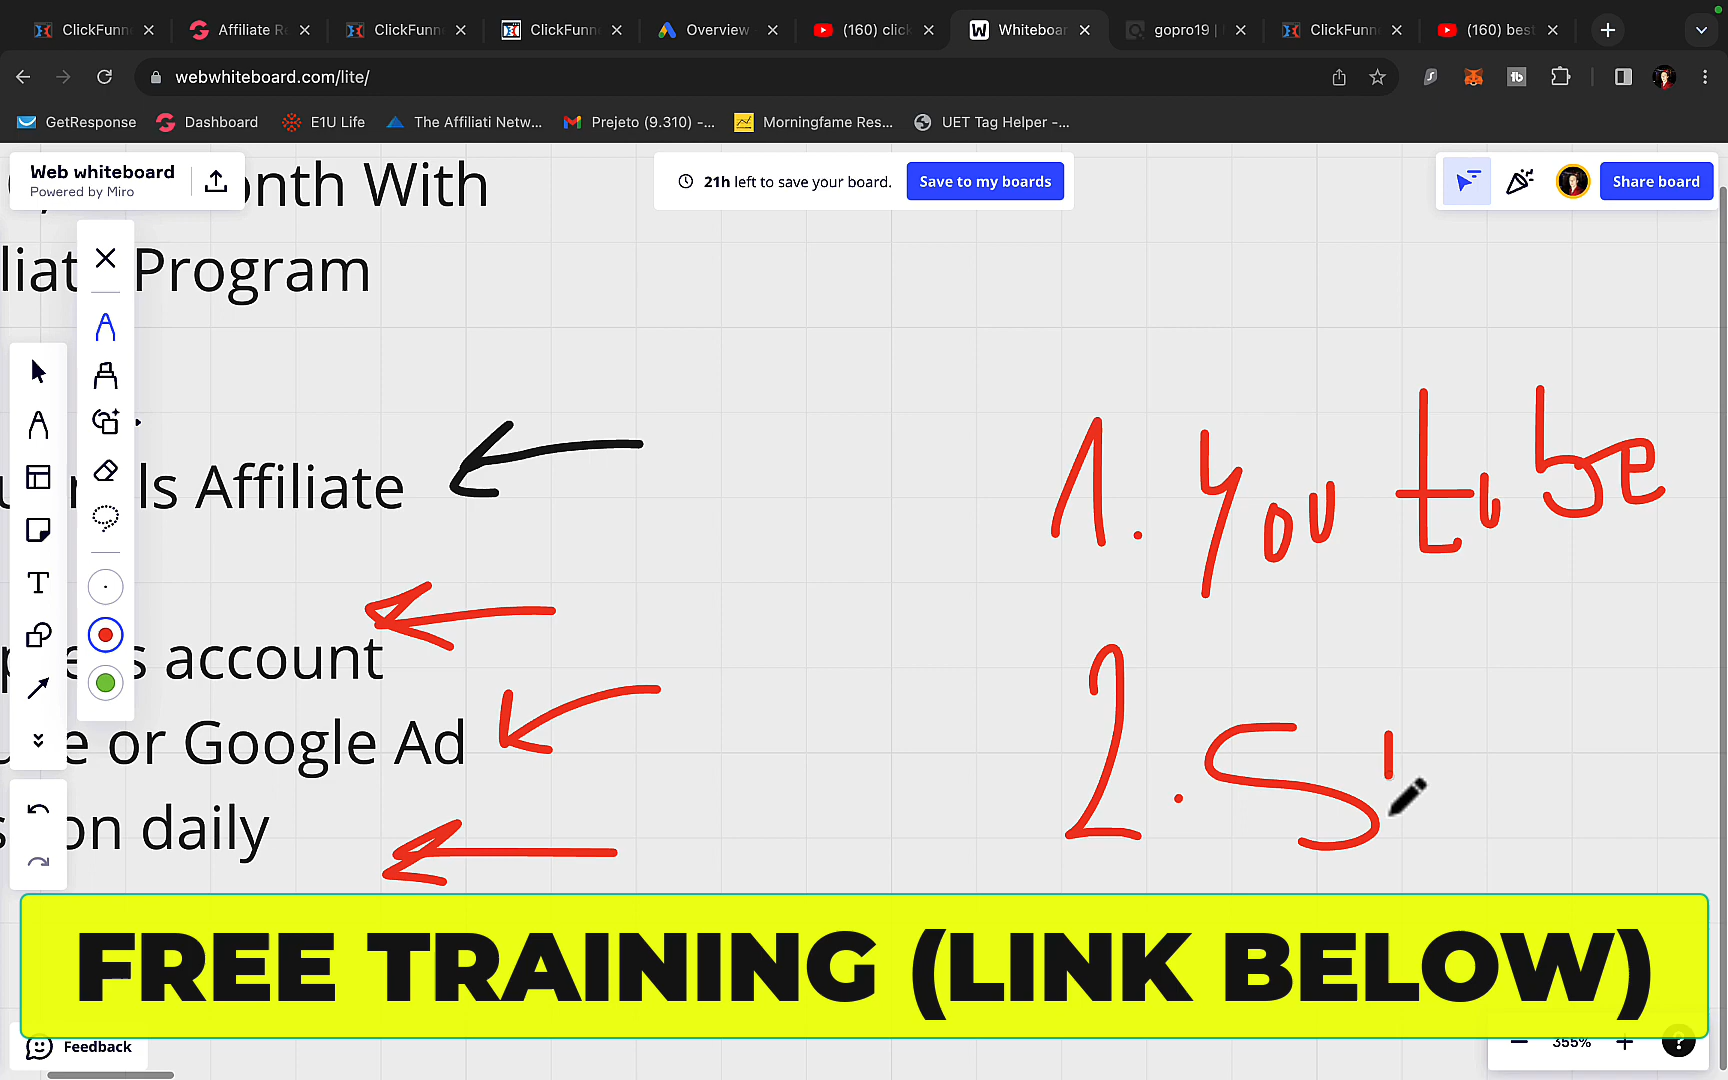 ClickFunn
Affiliate Re
ClickFunn
ClickFunn
Overview
(160) click
Whiteboar
gopro19 |
ClickFunn
(160) best
webwhiteboard.com/lite/
GetResponse
Dashboard
E1U Life
The Affiliati Netw...
Prejeto (9.310) -...
Morningfame Res...
UET Tag Helper -...
Web whiteboard
Powered by Miro
21h left to save your board.
Save to my boards
Share board
onth With
liat Program
ls Affiliate
s account
e or Google Ad
on daily
1. You tube
2. S
FREE TRAINING (LINK BELOW)
Feedback
355%